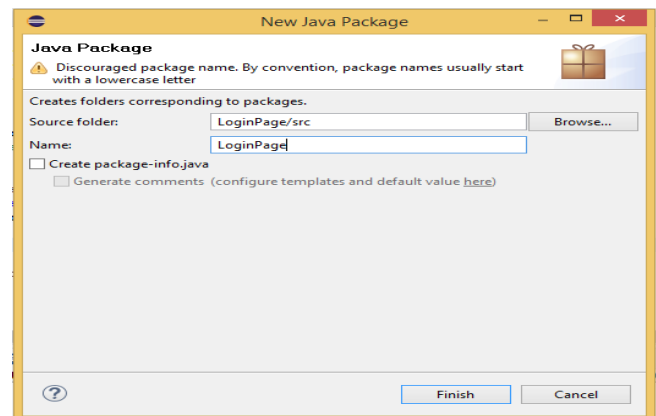 New Java Package
Java Package
Discouraged package name. By convention, package names usually start
with a lowercase letter
Creates folders corresponding to packages.
Source folder: LoginPage/src Browse...
Name: LoginPage
Create package-info.java
Generate comments (configure templates and default value here)
? Finish Cancel